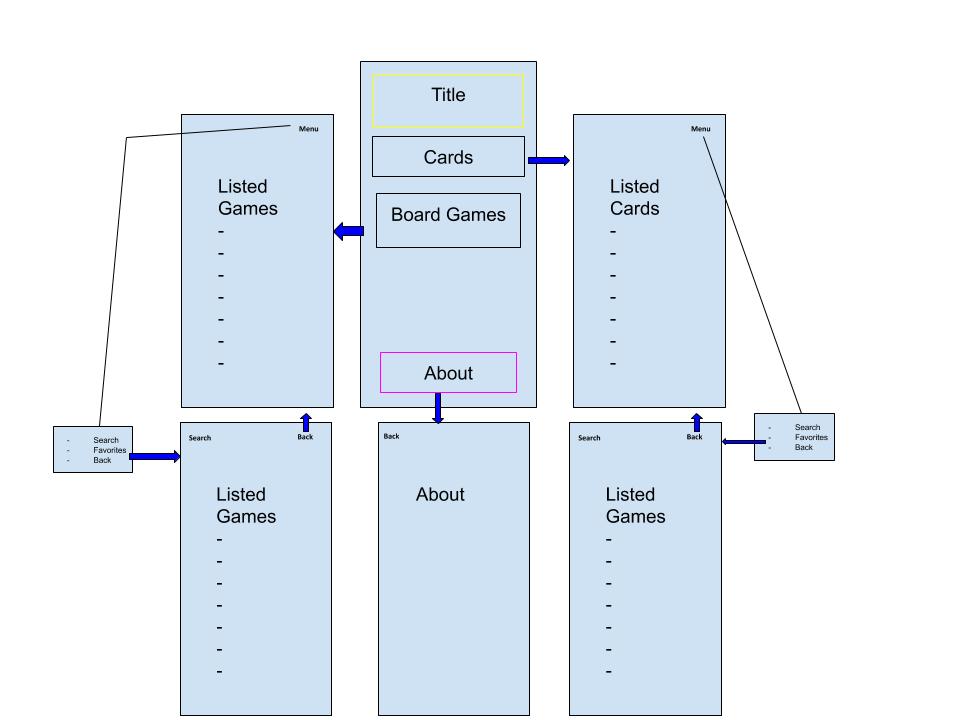 Title
Cards
Board Games
About
Menu
Listed
Games
-
-
-
-
-
-
-
Menu
Listed
Cards
-
-
-
-
-
-
-
- Search
- Favorites
- Back
Search Back
Listed
Games
-
-
-
-
-
-
-
Back
About
Search Back
Listed
Games
-
-
-
-
-
-
-
- Search
- Favorites
- Back